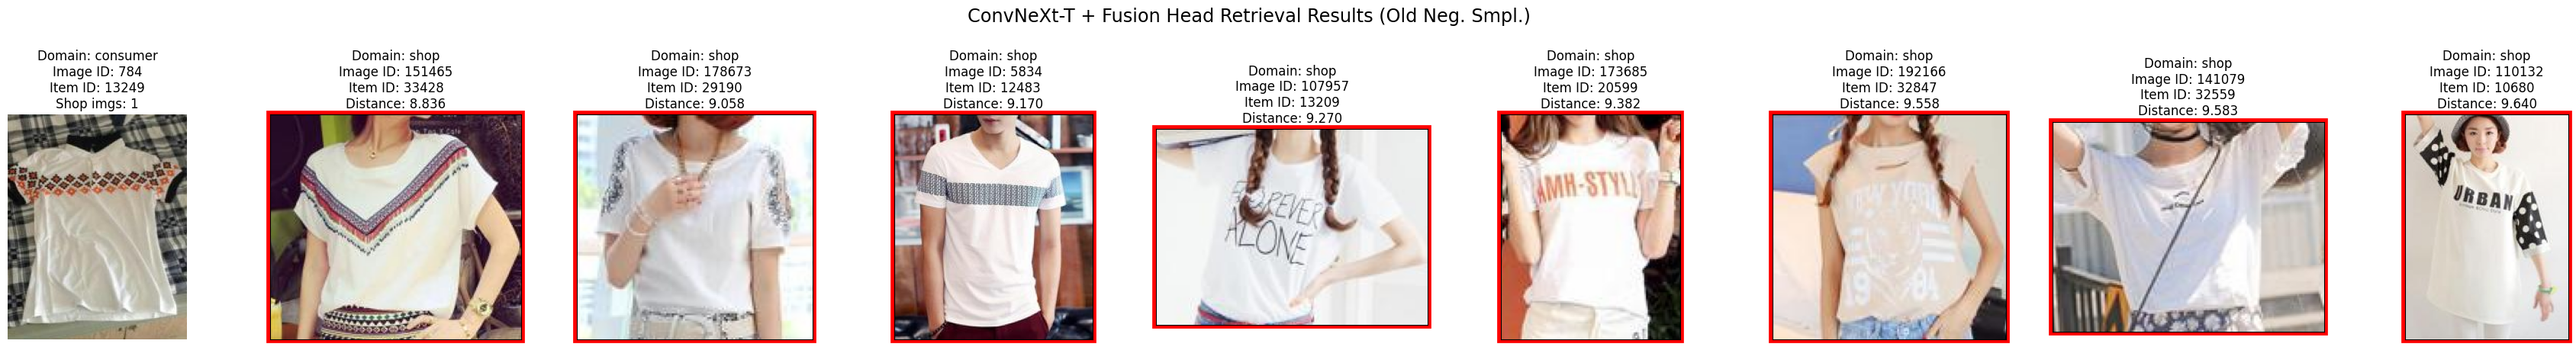 ConvNeXt-T + Fusion Head Retrieval Results (Old Neg. Smpl.)
Domain: consumer
Image ID: 784
Item ID: 13249
Shop imgs: 1
Domain: shop
Image ID: 151465
Item ID: 33428
Distance: 8.836
Domain: shop
Image ID: 178673
Item ID: 29190
Distance: 9.058
Domain: shop
Image ID: 5834
Item ID: 12483
Distance: 9.170
Domain: shop
Image ID: 107957
Item ID: 13209
Distance: 9.270
FOREVER
ALONE
Domain: shop
Image ID: 173685
Item ID: 20599
Distance: 9.382
AMH-STYLE
Domain: shop
Image ID: 192166
Item ID: 32847
Distance: 9.558
NEW YORK
9 84
Domain: shop
Image ID: 141079
Item ID: 32559
Distance: 9.583
Domain: shop
Image ID: 110132
Item ID: 10680
Distance: 9.640
URBAN